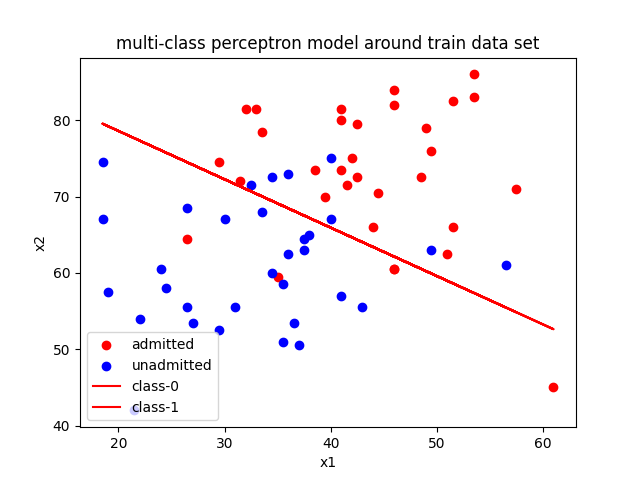 multi-class perceptron model around train data set
x2
80
70
60
50
40
admitted
unadmitted
class-0
class-1
20
30
40
50
60
x1